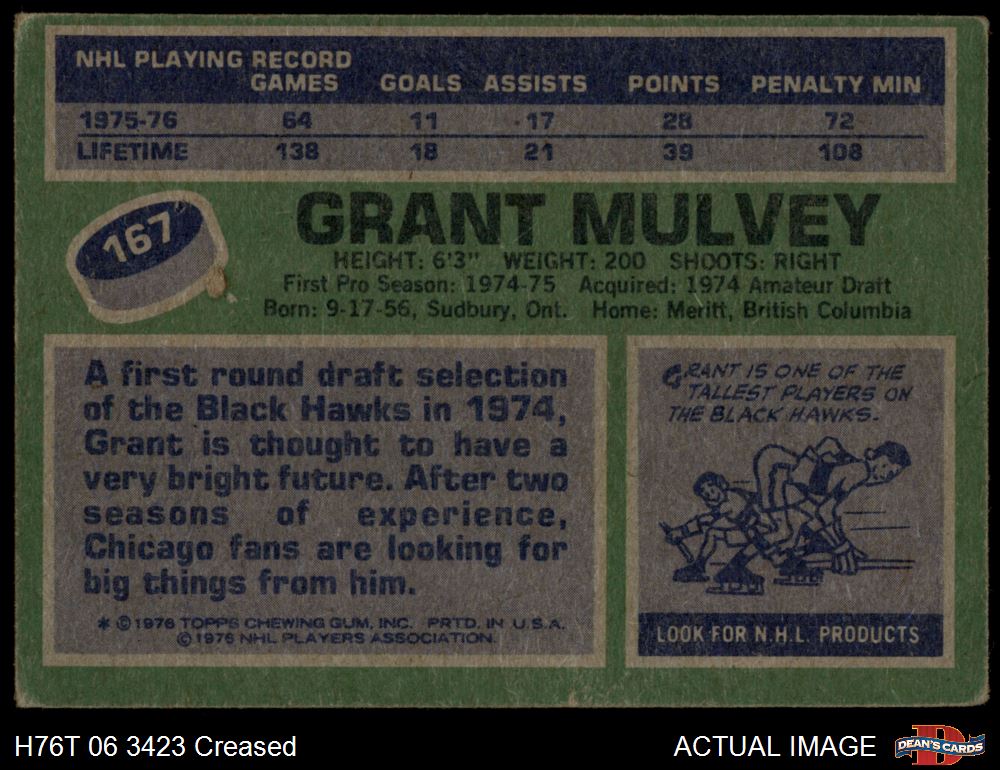 NHL PLAYING RECORD
GAMES GOALS ASSISTS POINTS PENALTY MIN
1975-76 64 11 17 28 72
LIFETIME 138 18 21 39 108
167
GRANT MULVEY
HEIGHT: 6'3" WEIGHT: 200 SHOOTS: RIGHT
First Pro Season: 1974-75 Acquired: 1974 Amateur Draft
Born: 9-17-56, Sudbury, Ont. Home: Meritt, British Columbia
A first round draft selection
of the Black Hawks in 1974,
Grant is thought to have a
very bright future. After two
seasons of experience,
Chicago fans are looking for
big things from him.
* © 1976 TOPPS CHEWING GUM, INC. PRTD. IN U.S.A.
© 1976 NHL PLAYERS ASSOCIATION.
GRANT IS ONE OF THE
TALLEST PLAYERS ON
THE BLACK HAWKS.
LOOK FOR N.H.L. PRODUCTS
H76T 06 3423 Creased
ACTUAL IMAGE
D
DEAN'S CARDS